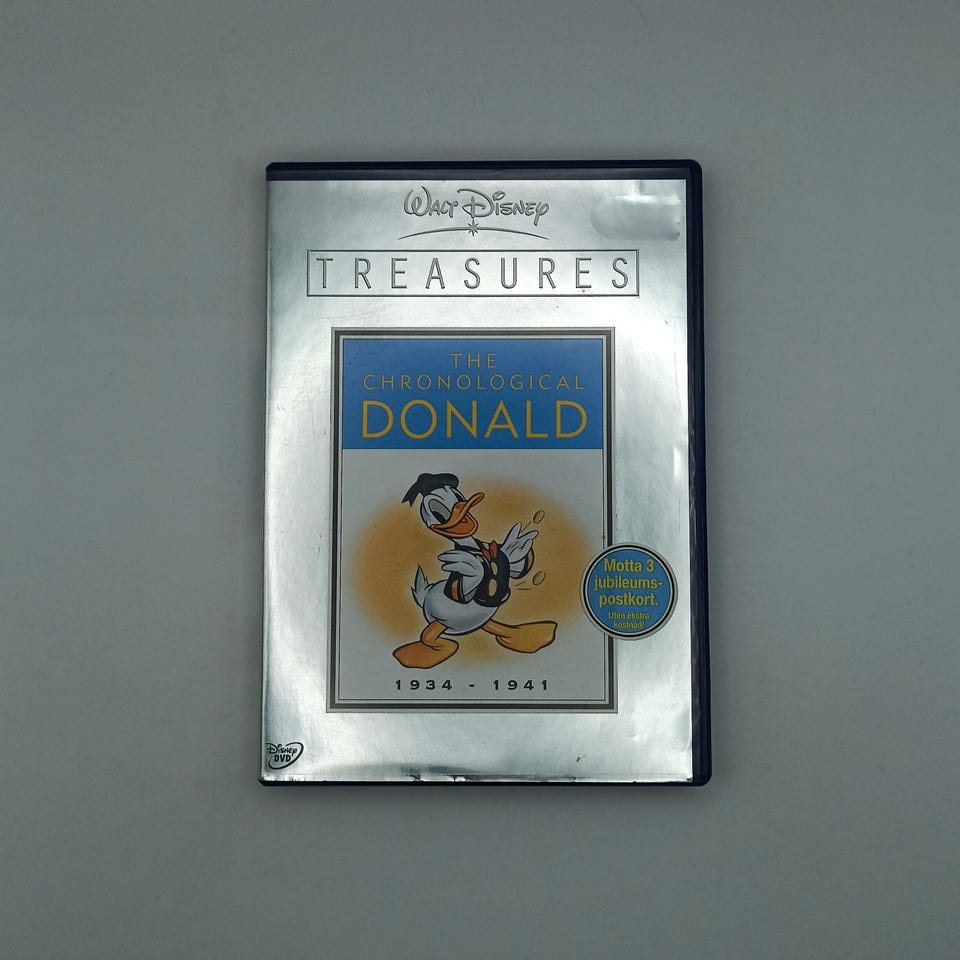 WALT DISNEY
TREASURES
THE
CHRONOLOGICAL
DONALD
Motta 3
jubileums-
postkort.
Uten ekstra
kostnad!
1934 - 1941
DISNEY
DVD